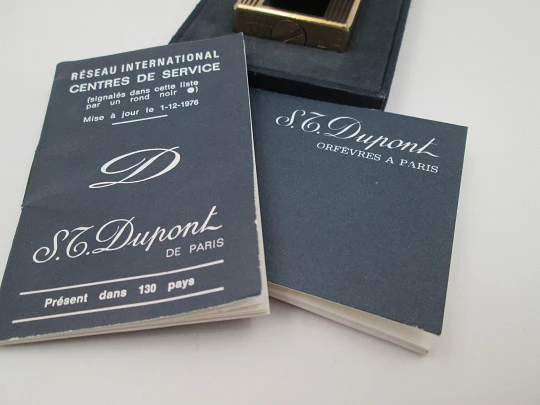 RÉSEAU INTERNATIONAL
CENTRES DE SERVICE
(signalés dans cette liste
par un rond noir ●)
Mise à jour le 1-12-1976
D
S.T. Dupont
DE PARIS
Présent dans 130 pays
S.T. Dupont
ORFÈVRES A PARIS